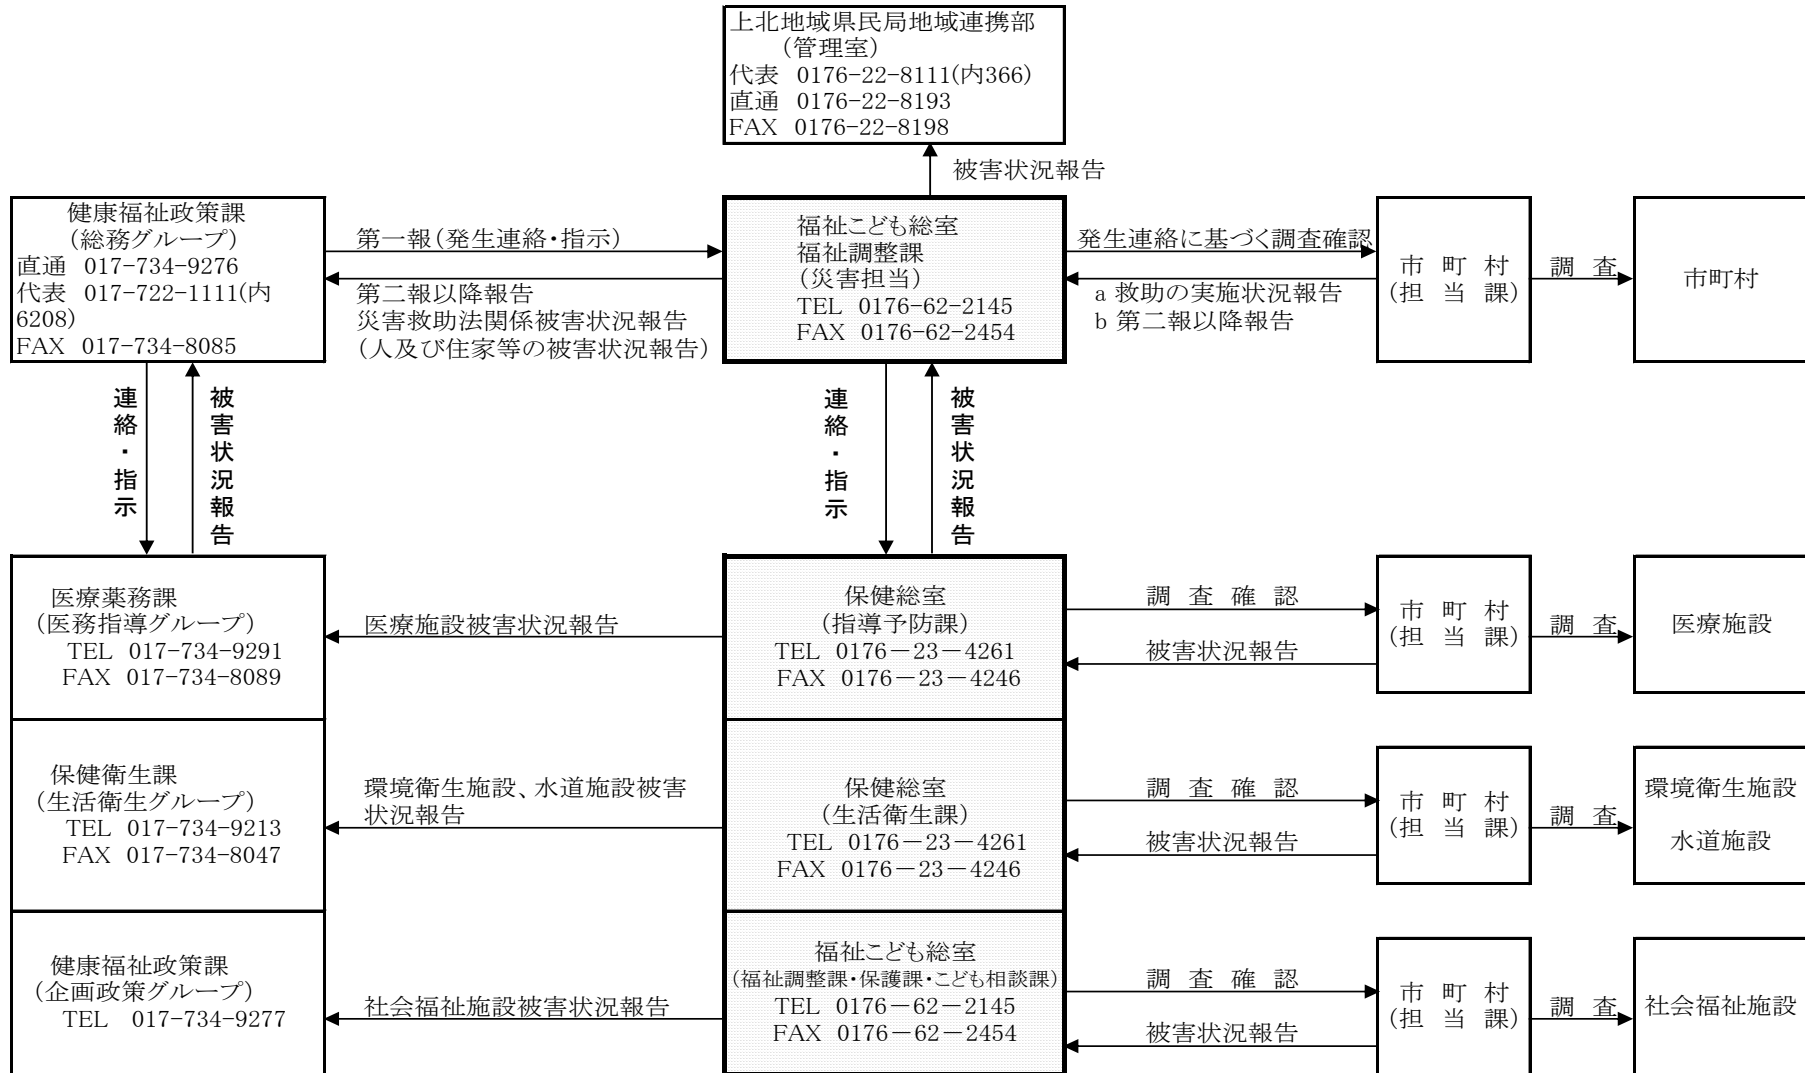 上北地域県民局地域連携部
(管理室)
代表 0176-22-8111(内366)
直通 0176-22-8193
FAX 0176-22-8198
被害状況報告
健康福祉政策課
(総務グループ)
直通 017-734-9276
代表 017-722-1111(内
6208)
FAX 017-734-8085
第一報(発生連絡・指示)
第二報以降報告
災害救助法関係被害状況報告
(人及び住家等の被害状況報告)
福祉こども総室
福祉調整課
(災害担当)
TEL 0176-62-2145
FAX 0176-62-2454
発生連絡に基づく調査確認
a 救助の実施状況報告
b 第二報以降報告
市 町 村
(担 当 課)
調 査
市町村
連絡・指示
被害状況報告
連絡・指示
被害状況報告
医療薬務課
(医務指導グループ)
TEL 017-734-9291
FAX 017-734-8089
医療施設被害状況報告
保健総室
(指導予防課)
TEL 0176-23-4261
FAX 0176-23-4246
調 査 確 認
被害状況報告
市 町 村
(担 当 課)
調 査
医療施設
保健衛生課
(生活衛生グループ)
TEL 017-734-9213
FAX 017-734-8047
環境衛生施設、水道施設被害
状況報告
保健総室
(生活衛生課)
TEL 0176-23-4261
FAX 0176-23-4246
調 査 確 認
被害状況報告
市 町 村
(担 当 課)
調 査
環境衛生施設
水道施設
健康福祉政策課
(企画政策グループ)
TEL 017-734-9277
社会福祉施設被害状況報告
福祉こども総室
(福祉調整課・保護課・こども相談課)
TEL 0176-62-2145
FAX 0176-62-2454
調 査 確 認
被害状況報告
市 町 村
(担 当 課)
調 査
社会福祉施設